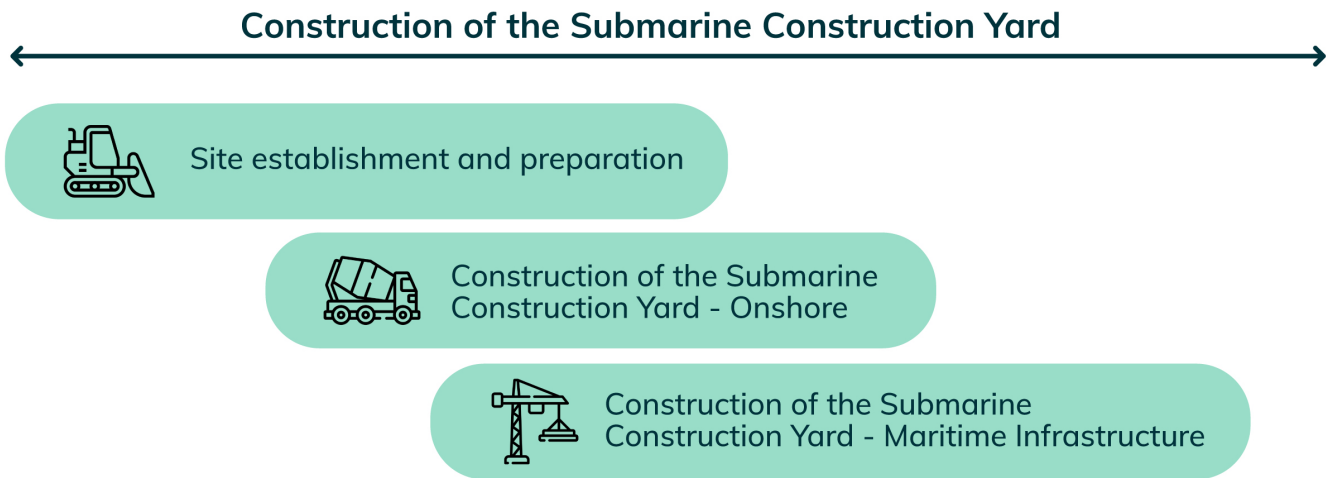 Construction of the Submarine Construction Yard
Site establishment and preparation
Construction of the Submarine
Construction Yard - Onshore
Construction of the Submarine
Construction Yard - Maritime Infrastructure